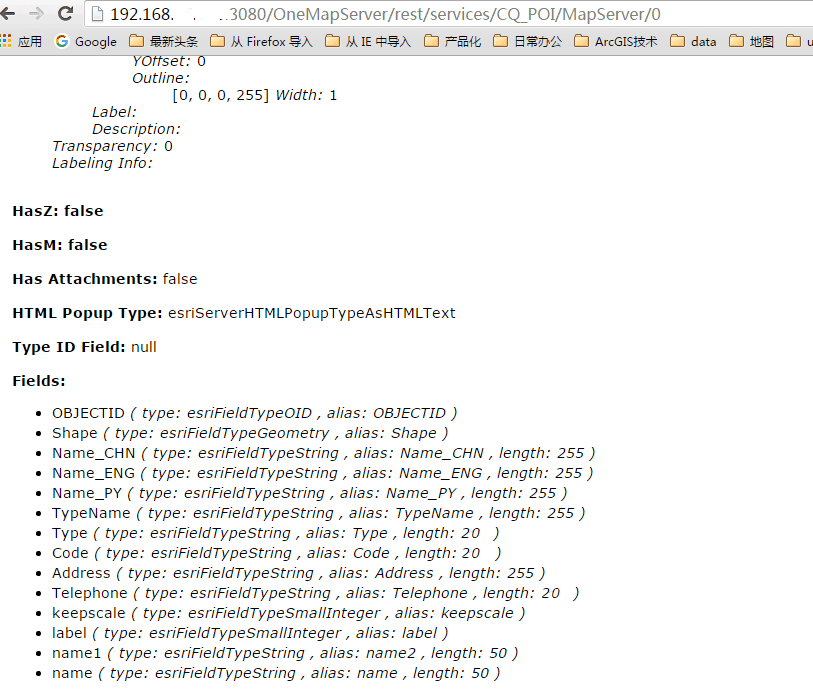 192.168. . ..3080/OneMapServer/rest/services/CQ_POI/MapServer/0
应用 Google 最新头条 从 Firefox 导入 从 IE 中导入 产品化 日常办公 ArcGIS技术 data 地图
YOffset: 0
Outline:
[0, 0, 0, 255] Width: 1
Label:
Description:
Transparency: 0
Labeling Info:
HasZ: false
HasM: false
Has Attachments: false
HTML Popup Type: esriServerHTMLPopupTypeAsHTMLText
Type ID Field: null
Fields:
• OBJECTID ( type: esriFieldTypeOID , alias: OBJECTID )
• Shape ( type: esriFieldTypeGeometry , alias: Shape )
• Name_CHN ( type: esriFieldTypeString , alias: Name_CHN , length: 255 )
• Name_ENG ( type: esriFieldTypeString , alias: Name_ENG , length: 255 )
• Name_PY ( type: esriFieldTypeString , alias: Name_PY , length: 255 )
• TypeName ( type: esriFieldTypeString , alias: TypeName , length: 255 )
• Type ( type: esriFieldTypeString , alias: Type , length: 20 )
• Code ( type: esriFieldTypeString , alias: Code , length: 20 )
• Address ( type: esriFieldTypeString , alias: Address , length: 255 )
• Telephone ( type: esriFieldTypeString , alias: Telephone , length: 20 )
• keepscale ( type: esriFieldTypeSmallInteger , alias: keepscale )
• label ( type: esriFieldTypeSmallInteger , alias: label )
• name1 ( type: esriFieldTypeString , alias: name2 , length: 50 )
• name ( type: esriFieldTypeString , alias: name , length: 50 )